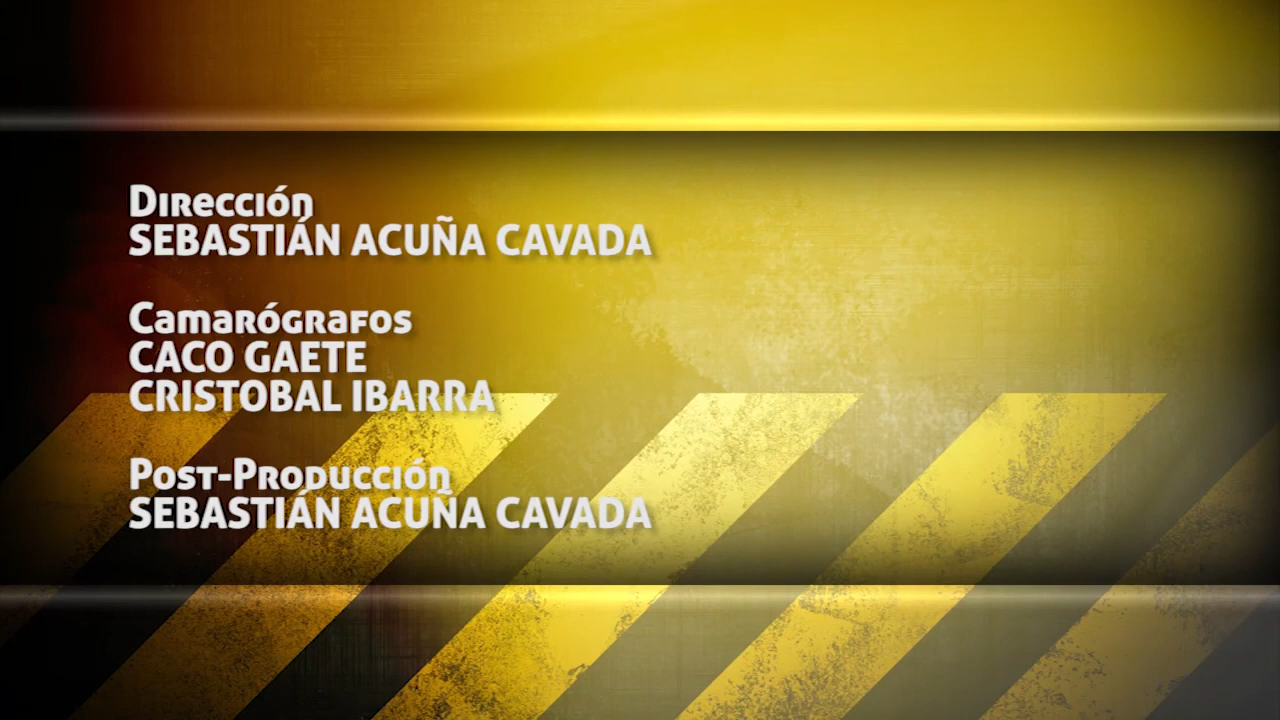 Dirección
SEBASTIÁN ACUÑA CAVADA
Camarógrafos
CACO GAETE
CRISTOBAL IBARRA
Post-Producción
SEBASTIÁN ACUÑA CAVADA